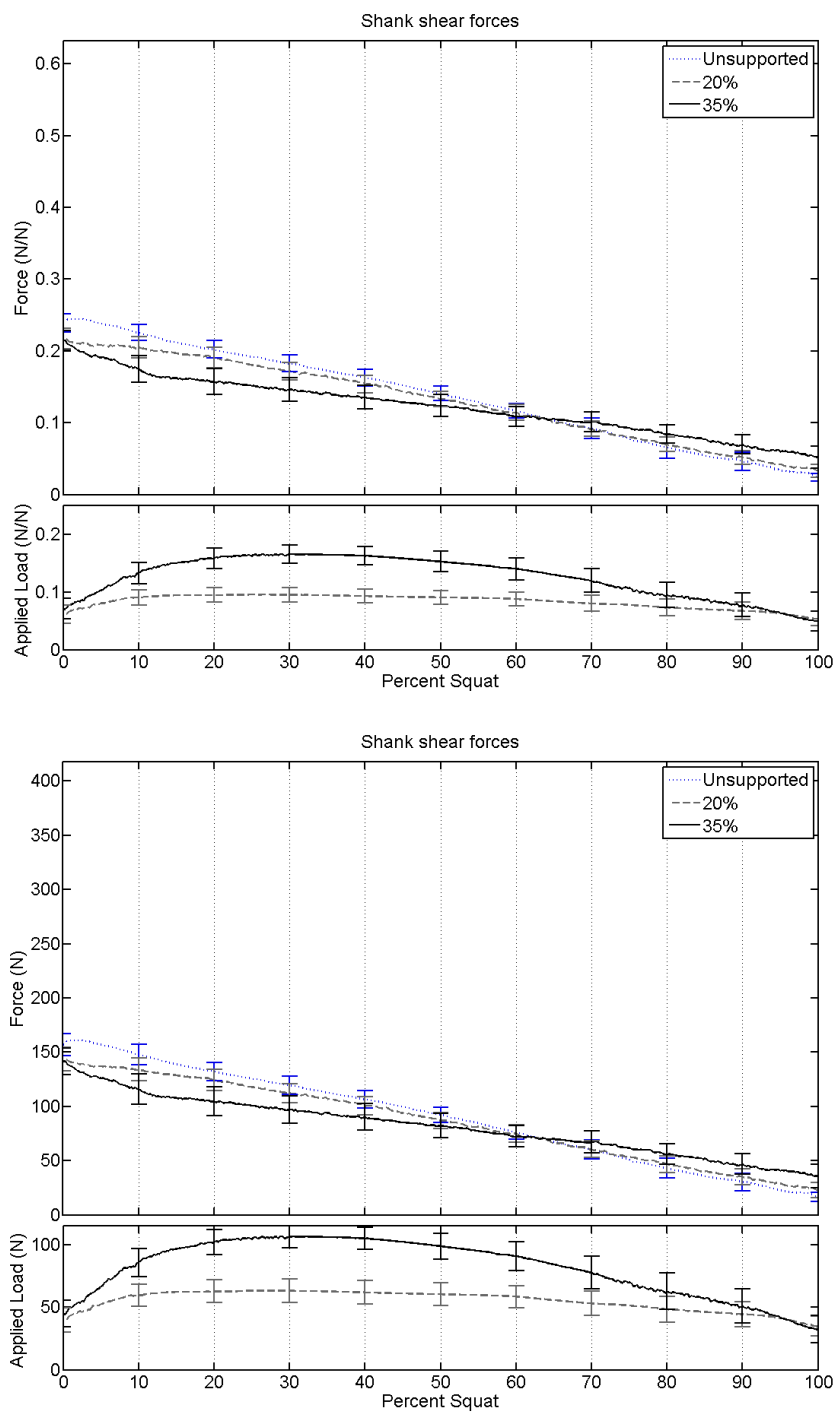 Shank shear forces
0.6
0.5
0.4
0.3
0.2
0.1
0
Force (N/N)
Unsupported
20%
35%
0.2
0.1
0
Applied Load (N/N)
0 10 20 30 40 50 60 70 80 90 100
Percent Squat
Shank shear forces
400
350
300
250
200
150
100
50
0
Force (N)
Unsupported
20%
35%
100
50
0
Applied Load (N)
0 10 20 30 40 50 60 70 80 90 100
Percent Squat